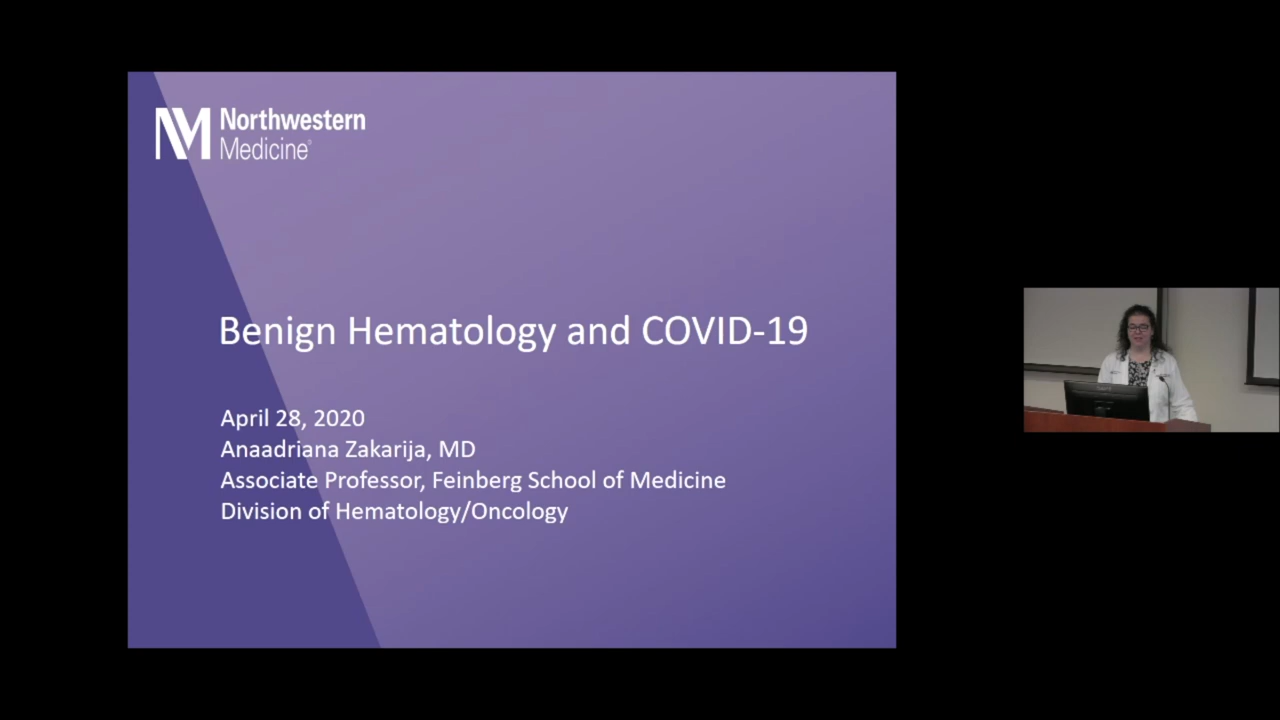 Northwestern
Medicine®
Benign Hematology and COVID-19
April 28, 2020
Anaadriana Zakarija, MD
Associate Professor, Feinberg School of Medicine
Division of Hematology/Oncology